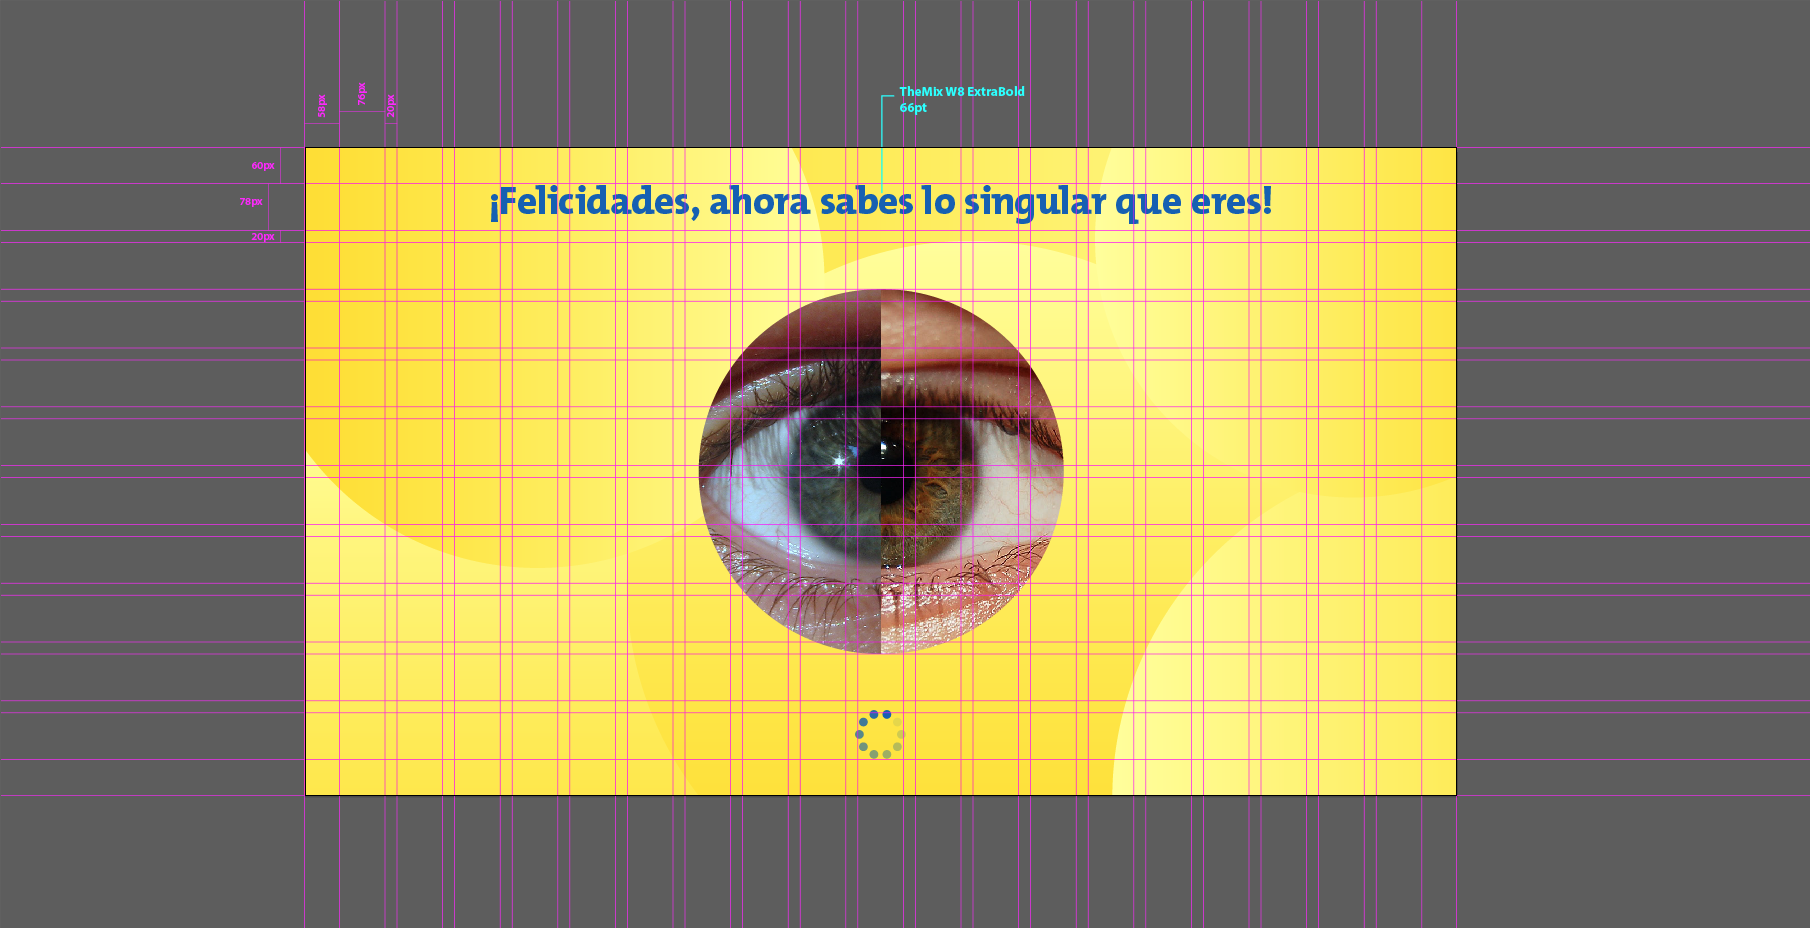 58px
76px
20px
TheMix W8 ExtraBold
66pt
60px
78px
20px
¡Felicidades, ahora sabes lo singular que eres!